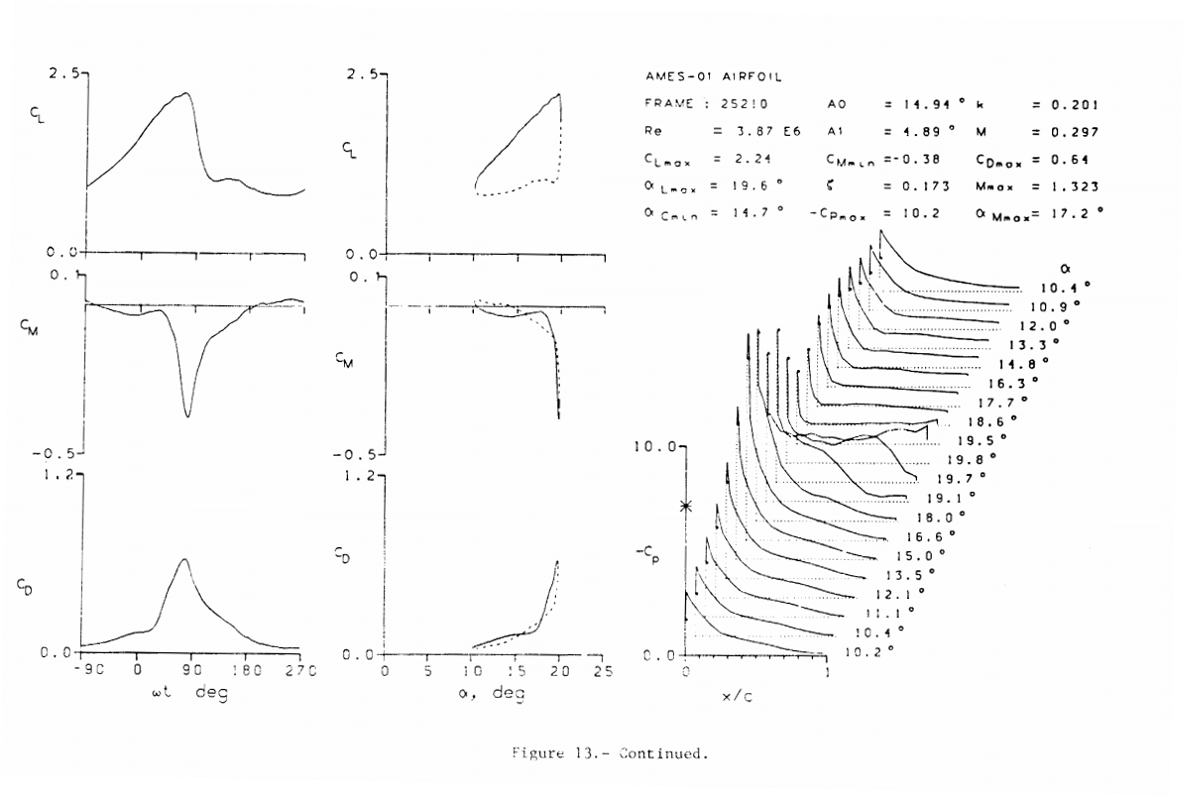 2.5
C_L
0.0
0.1
C_M
-0.5
1.2
C_D
0.0
-90 0 90 180 270
ωt deg
2.5
C_L
0.0
0.1
C_M
-0.5
1.2
C_D
0.0
0 5 10 15 20 25
α, deg
AMES-01 AIRFOIL
FRAME : 25210 A0 = 14.94 ° k = 0.201
Re = 3.87 E6 A1 = 4.89 ° M = 0.297
C_Lmax = 2.24 C_Mmin =-0.38 C_Dmax = 0.64
α_Lmax = 19.6 ° ζ = 0.173 Mmax = 1.323
α_Cmin = 14.7 ° -C_Pmax = 10.2 α_Mmax= 17.2 °
α
10.4 °
10.9 °
12.0 °
13.3 °
14.8 °
16.3 °
17.7 °
18.6 °
19.5 °
19.8 °
19.7 °
19.1 °
18.0 °
16.6 °
15.0 °
13.5 °
12.1 °
11.1 °
10.4 °
10.2 °
10.0
-C_p
0.0
0 1
x/c
Figure 13.- Continued.